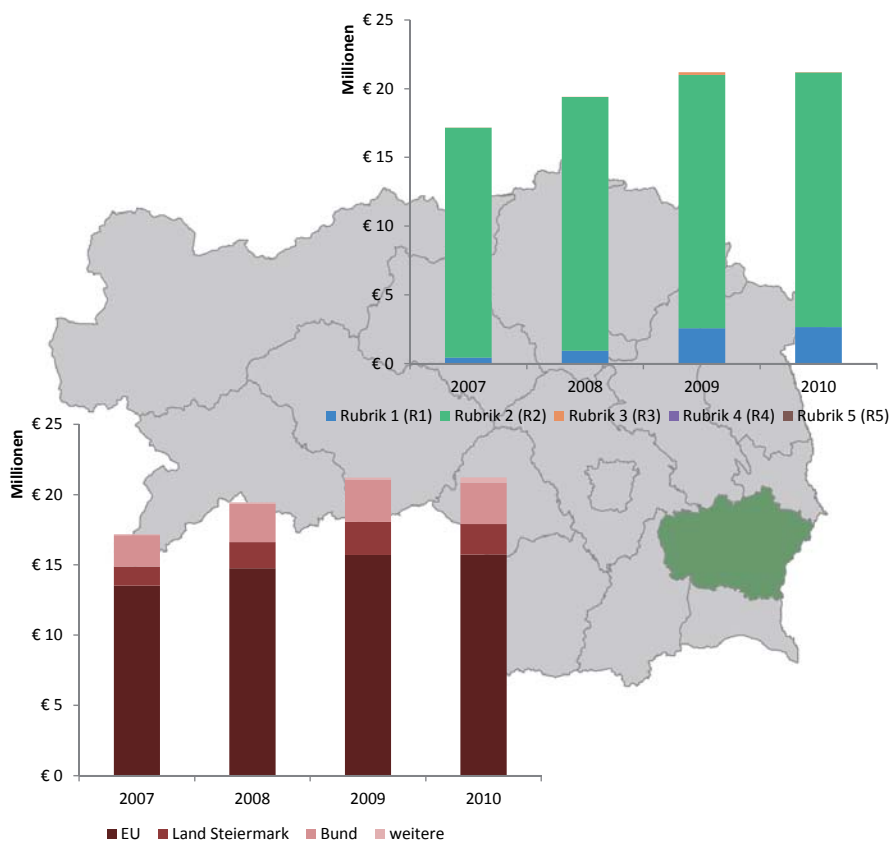 Millionen
€ 25
€ 20
€ 15
€ 10
€ 5
€ 0
2007 2008 2009 2010
Rubrik 1 (R1) Rubrik 2 (R2) Rubrik 3 (R3) Rubrik 4 (R4) Rubrik 5 (R5)
Millionen
€ 25
€ 20
€ 15
€ 10
€ 5
€ 0
2007 2008 2009 2010
EU Land Steiermark Bund weitere